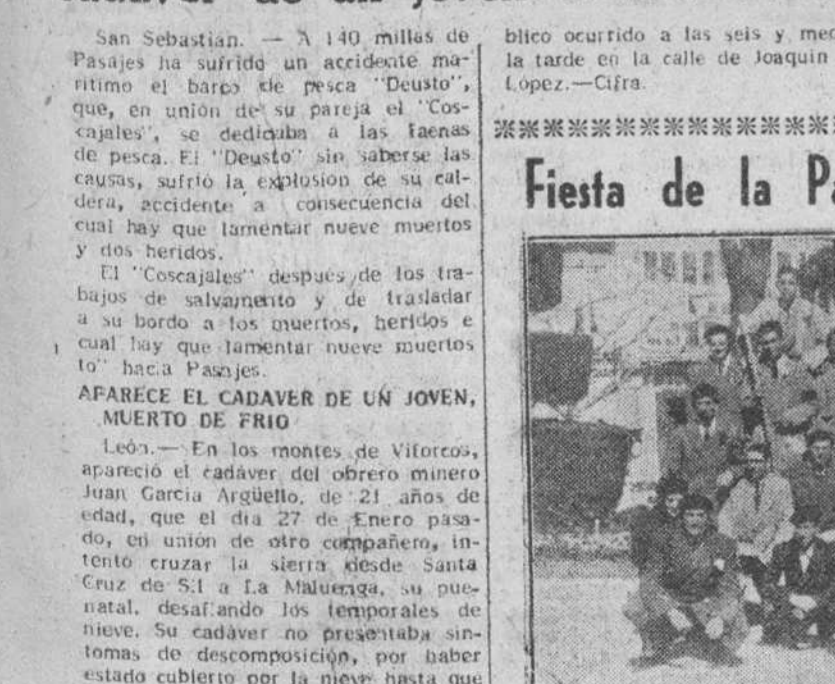 de un joven
San Sebastián. — A 140 millas de
Pasajes ha sufrido un accidente ma-
rítimo el barco de pesca "Deusto",
que, en unión de su pareja el "Cos-
cajales", se dedicaba a las faenas
de pesca. El "Deusto" sin saberse las
causas, sufrió la explosión de su cal-
dera, accidente a consecuencia del
cual hay que lamentar nueve muertos
y dos heridos.
El "Coscajales" después de los tra-
bajos de salvamento y de trasladar
a su bordo a los muertos, heridos e
cual hay que lamentar nueve muertos
to" hacia Pasajes.
APARECE EL CADAVER DE UN JOVEN,
MUERTO DE FRIO
León.— En los montes de Viforcos,
apareció el cadáver del obrero minero
Juan García Argüello, de 21 años de
edad, que el día 27 de Enero pasa-
do, en unión de otro compañero, in-
tentó cruzar la sierra desde Santa
Cruz de Sil a La Maluenga, su pue-
natal, desafiando los temporales de
nieve. Su cadáver no presentaba sín-
tomas de descomposición, por haber
estado cubierto por la nieve hasta que
blico ocurrido a las seis y med
la tarde en la calle de Joaquín
López.—Cifra.
Fiesta de la Pa